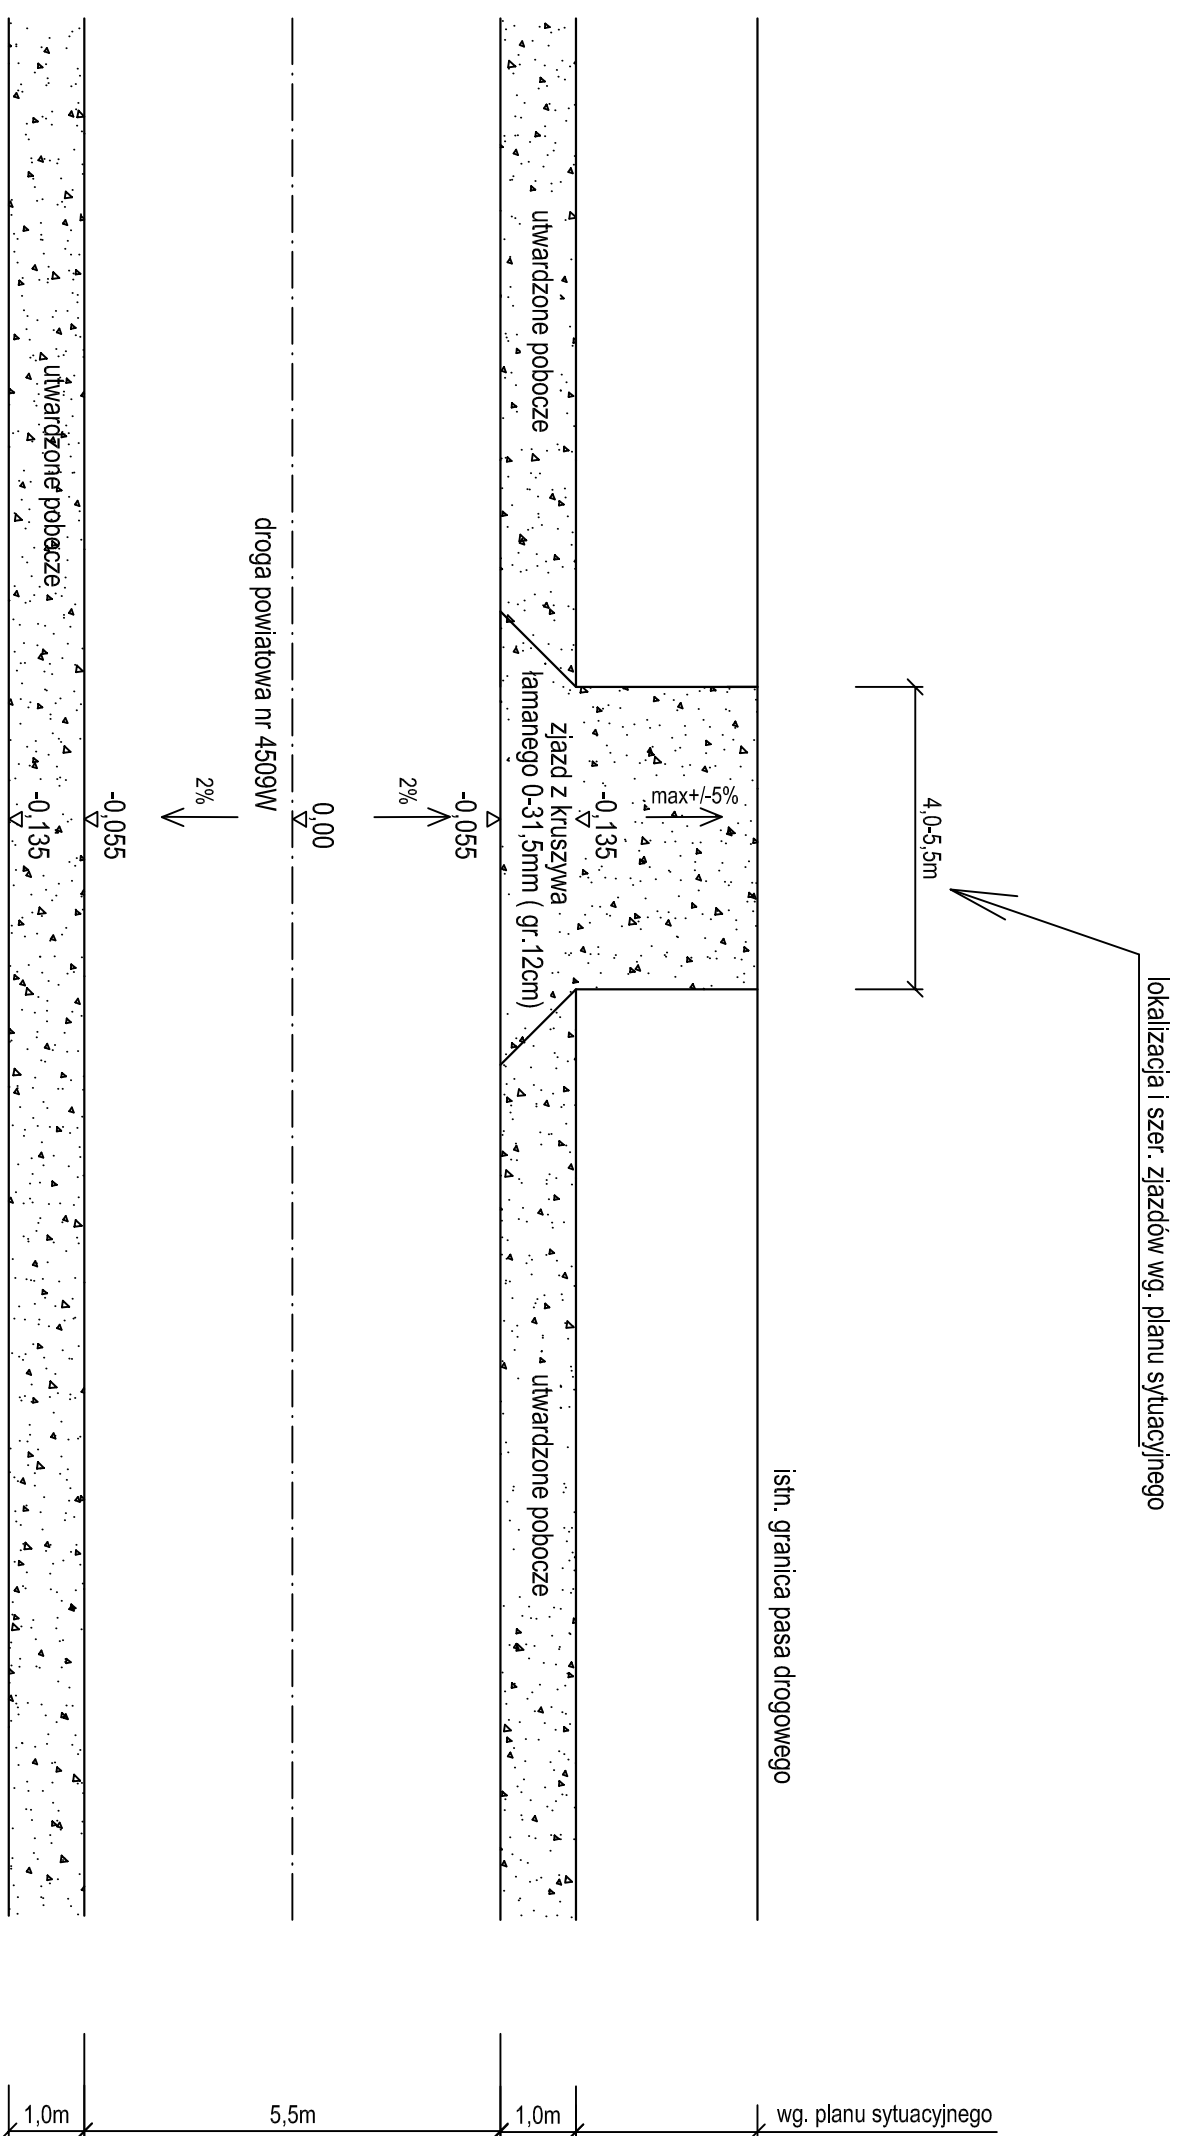 lokalizacja i szer. zjazdów wg. planu sytuacyjnego
4,0-5,5m
istn. granica pasa drogowego
max+/-5%
-0,135
utwardzone pobocze
zjazd z kruszywa
łamanego 0-31,5mm ( gr.12cm)
utwardzone pobocze
-0,055
2%
0,00
droga powiatowa nr 4509W
2%
-0,055
utwardzone pobocze
-0,135
1,0m
5,5m
1,0m
wg. planu sytuacyjnego